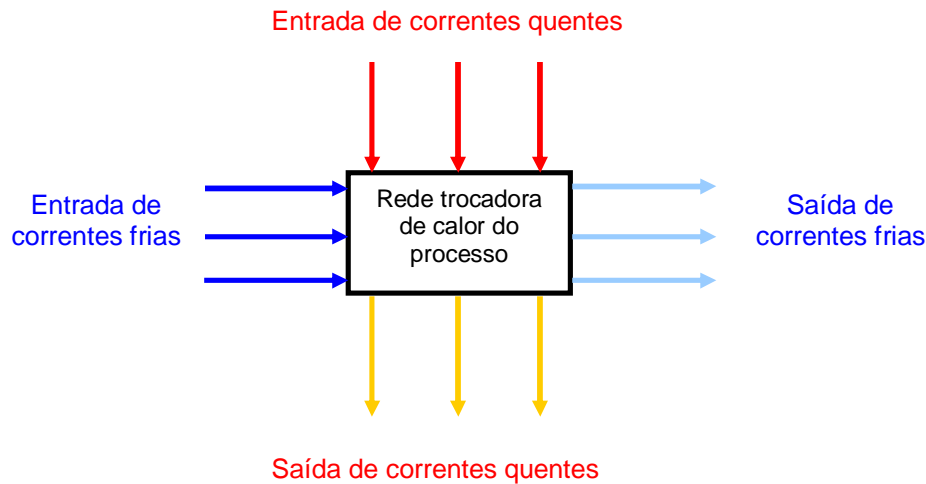 Entrada de correntes quentes
Entrada de
correntes frias
Rede trocadora
de calor do
processo
Saída de
correntes frias
Saída de correntes quentes